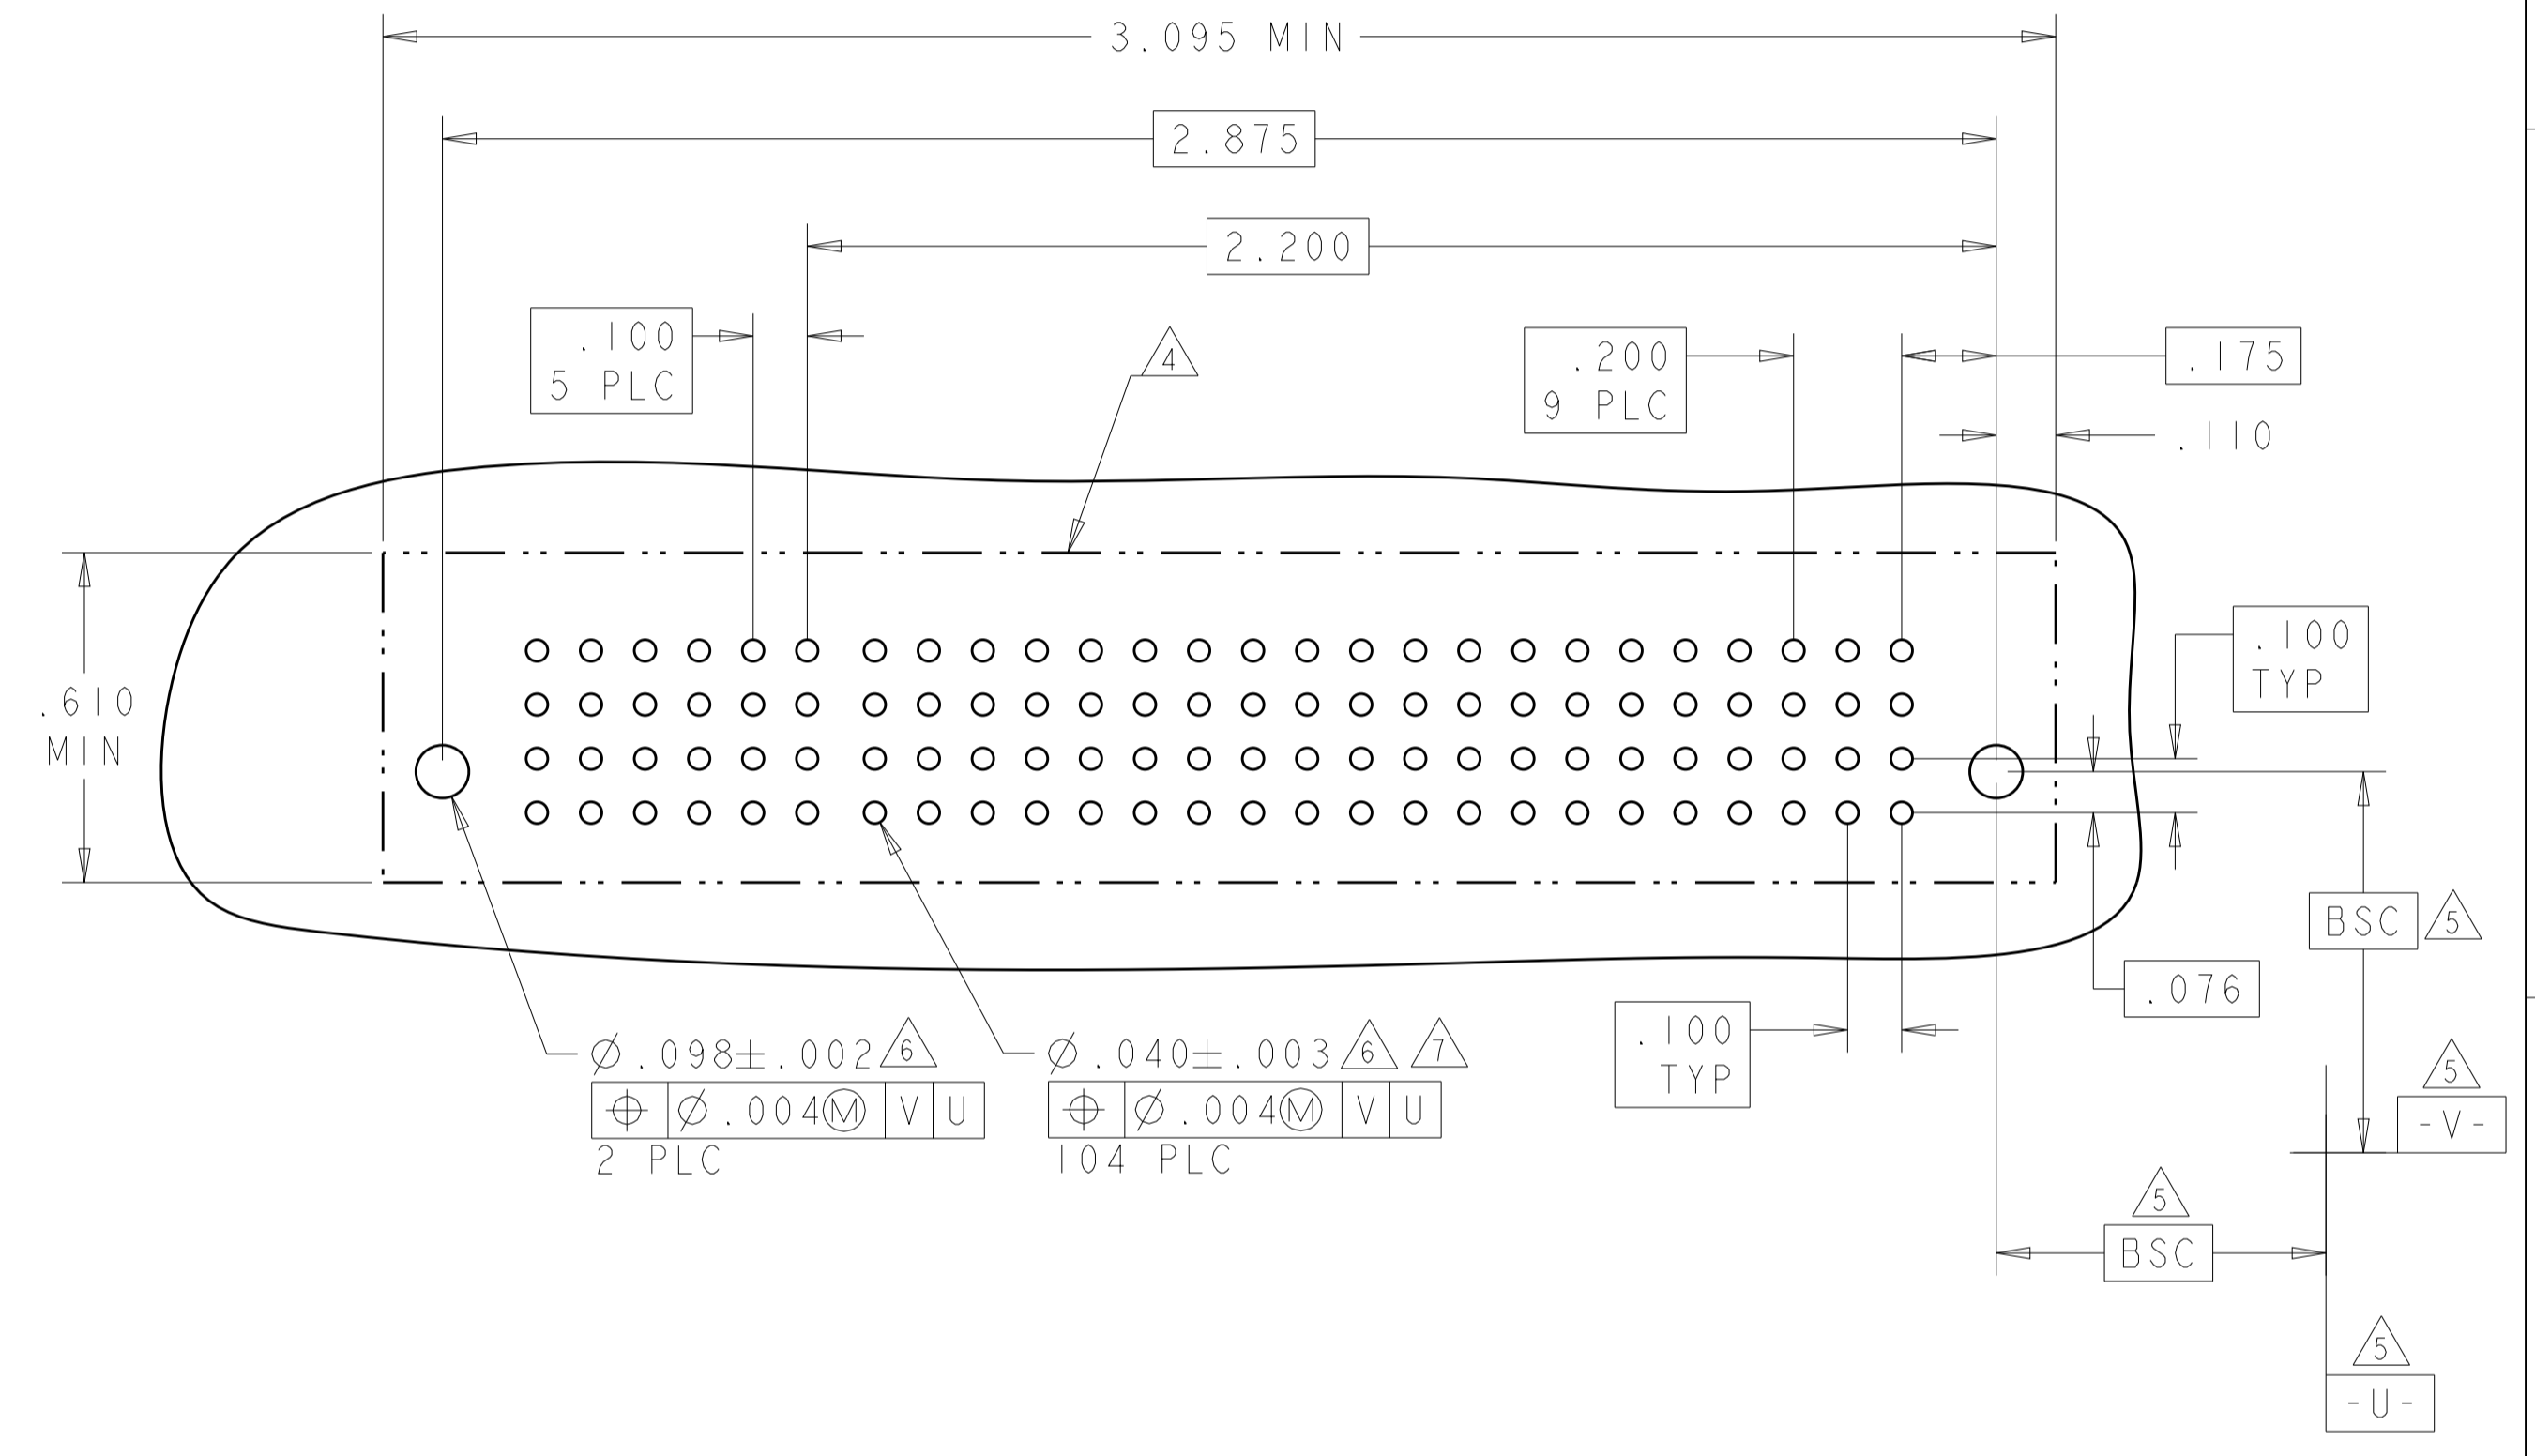 3.095 MIN
2.875
2.200
.100
5 PLC
4
.200
9 PLC
.175
.110
.610
MIN
.100
TYP
BSC 5
.076
.100
TYP
⌀.098±.002 6
⌖ ⌀.004Ⓜ V U
2 PLC
⌀.040±.003 6 7
⌖ ⌀.004Ⓜ V U
104 PLC
5
-V-
5
BSC
5
-U-